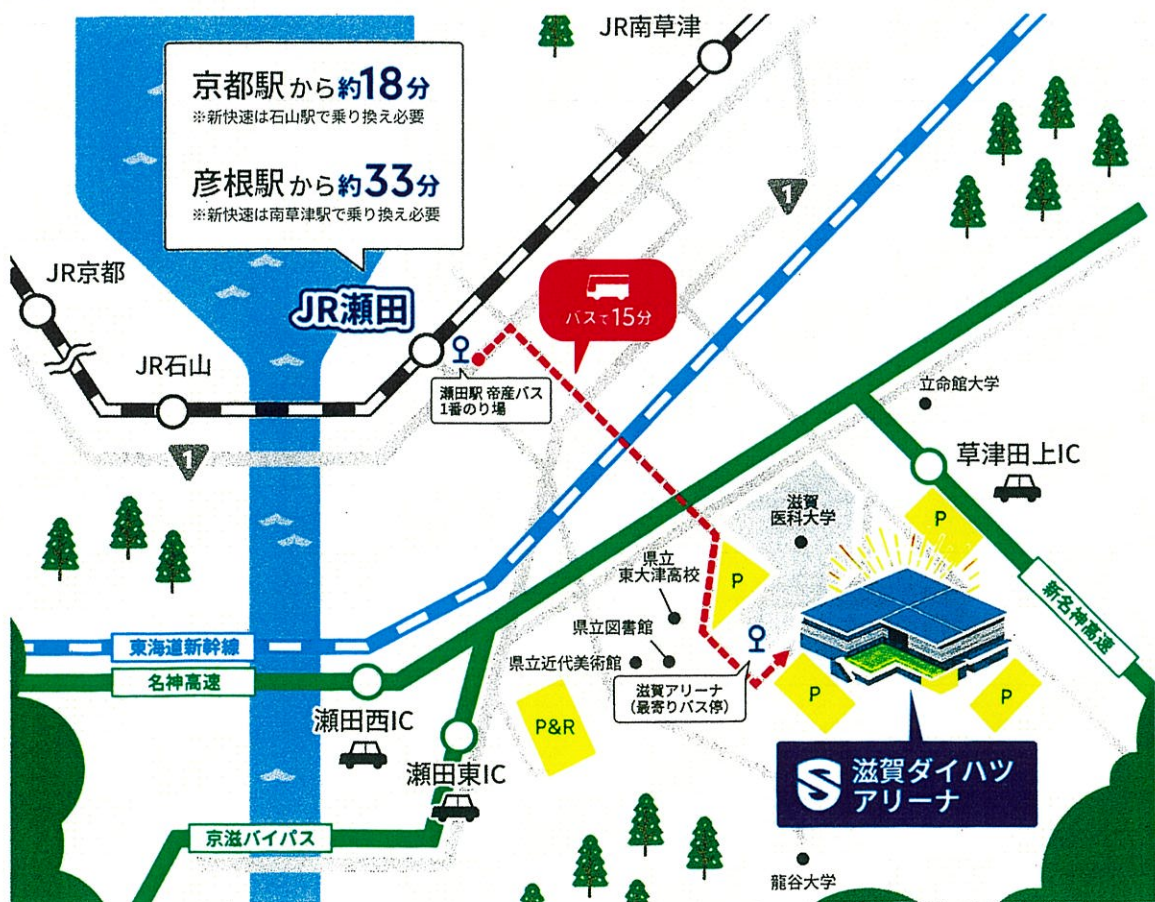 JR南草津
京都駅から約18分
※新快速は石山駅で乗り換え必要
彦根駅から約33分
※新快速は南草津駅で乗り換え必要
1
JR京都
JR瀬田
バスで15分
JR石山
瀬田駅 帝産バス
1番のり場
立命館大学
1
草津田上IC
滋賀
医科大学
P
県立
東大津高校
P
新名神高速
県立図書館
東海道新幹線
県立近代美術館
名神高速
滋賀アリーナ
(最寄りバス停)
P
P
P&R
瀬田西IC
瀬田東IC
滋賀ダイハツ
アリーナ
京滋バイパス
龍谷大学